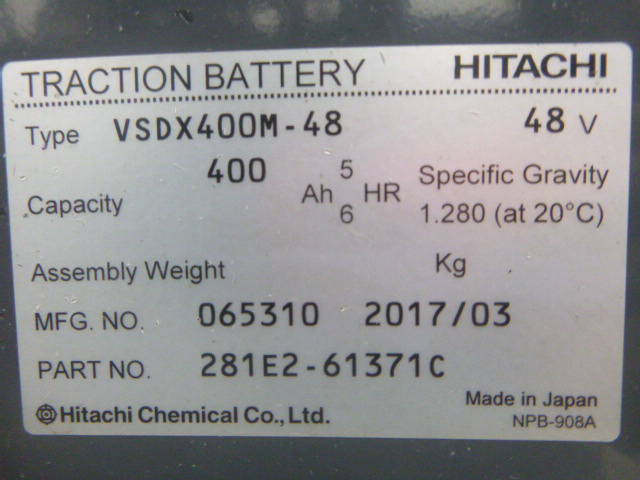 TRACTION BATTERY HITACHI
Type VSDX400M-48 48 V
Capacity 400 Ah 5 HR Specific Gravity
6 1.280 (at 20°C)
Assembly Weight Kg
MFG. NO. 065310 2017/03
PART NO. 281E2-61371C
Hitachi Chemical Co., Ltd. Made in Japan
NPB-908A